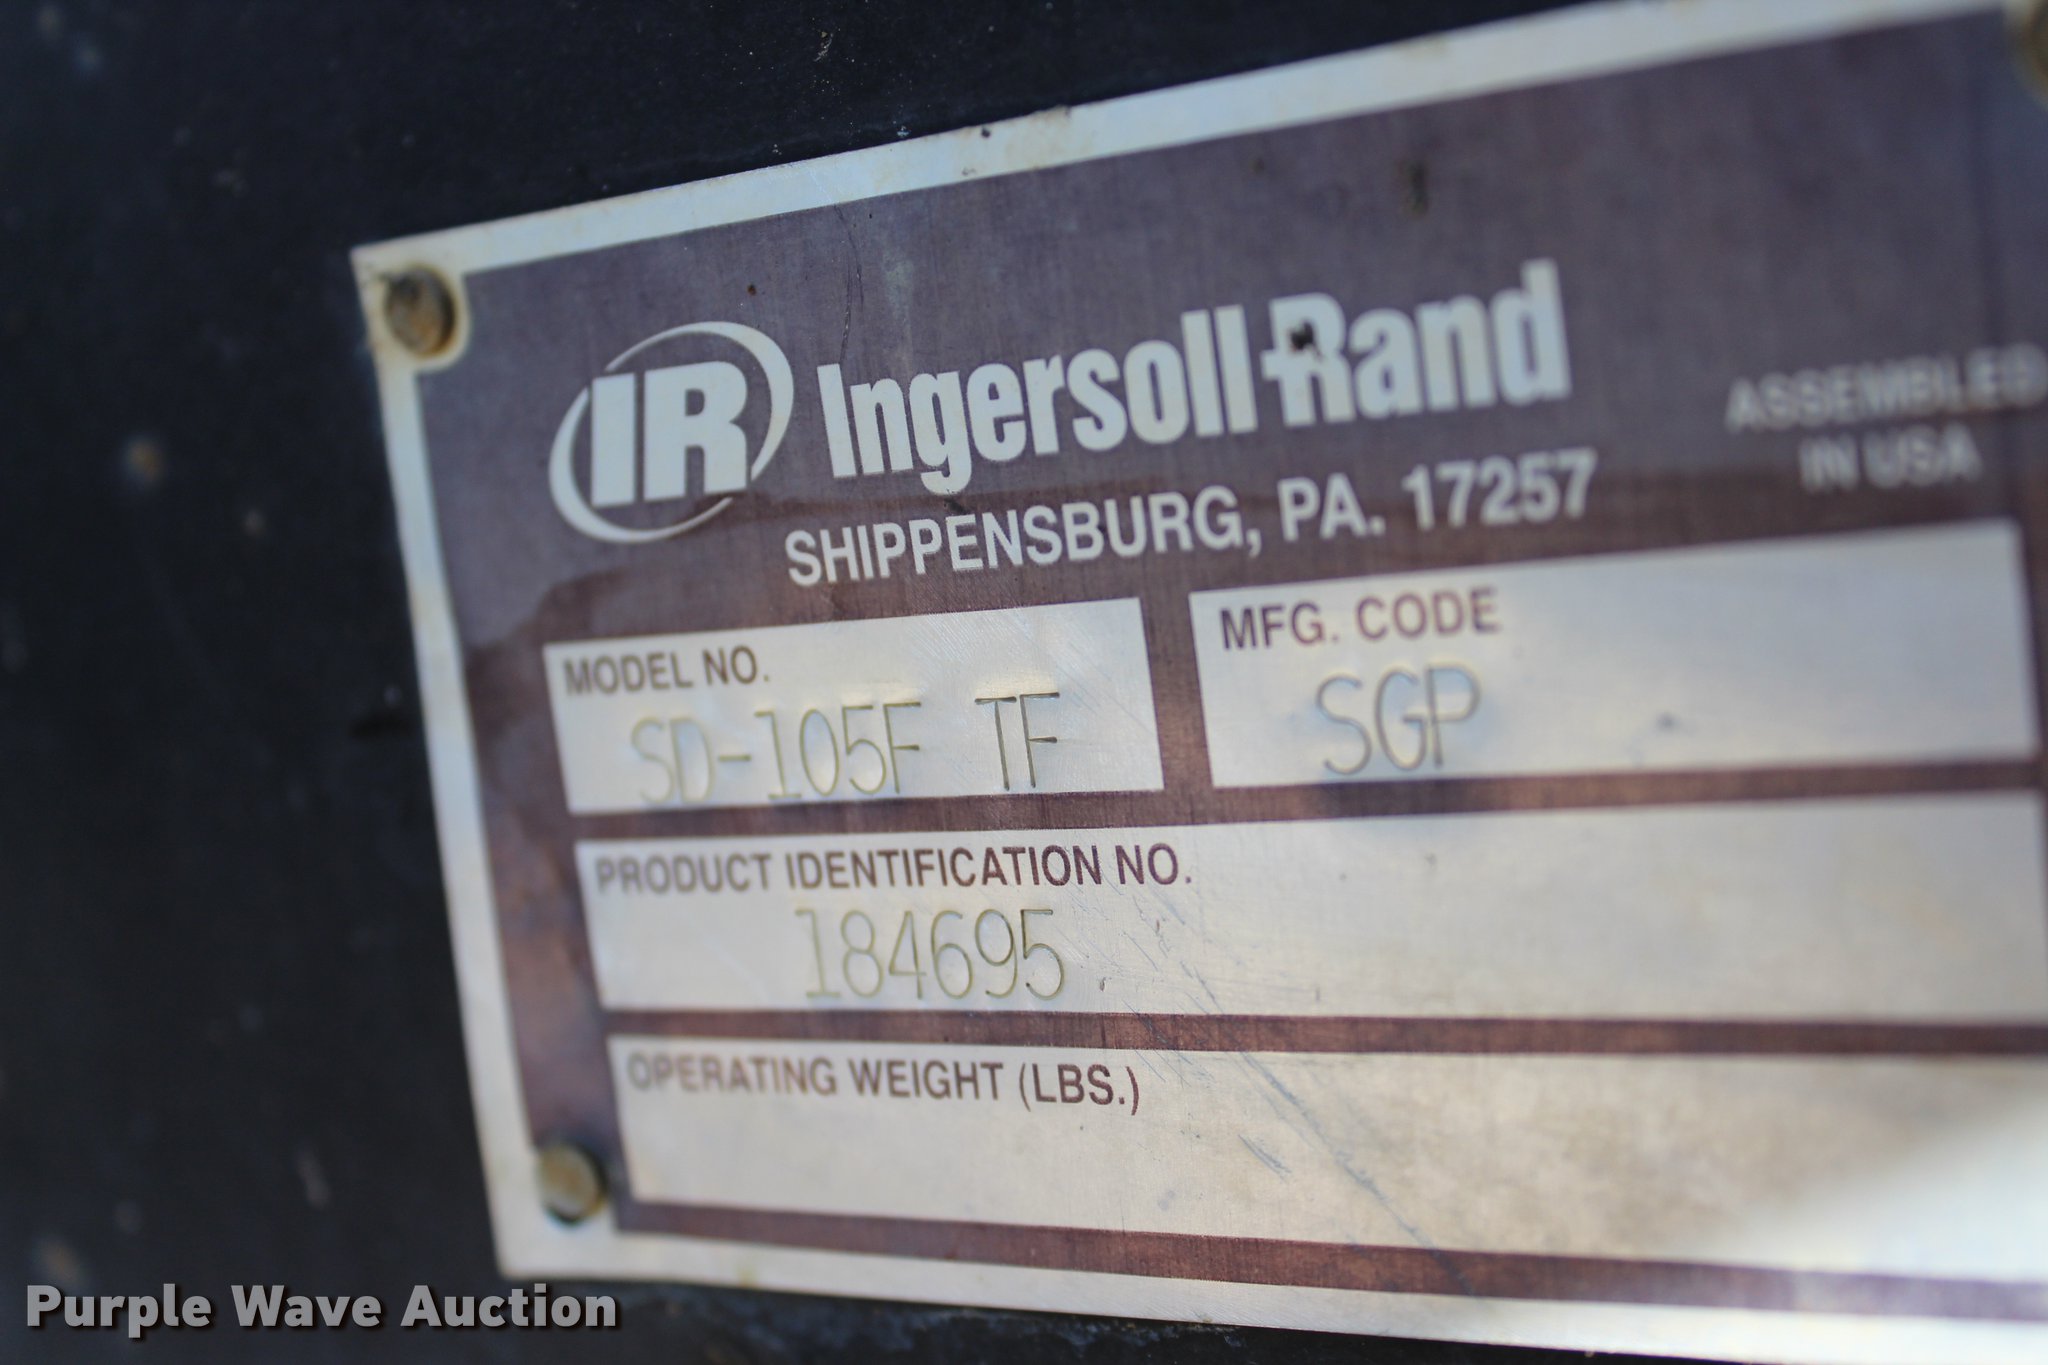 IR Ingersoll-Rand
SHIPPENSBURG, PA. 17257
ASSEMBLED
IN USA
MODEL NO.
SD-105F TF
MFG. CODE
SGP
PRODUCT IDENTIFICATION NO.
184695
OPERATING WEIGHT (LBS.)
Purple Wave Auction